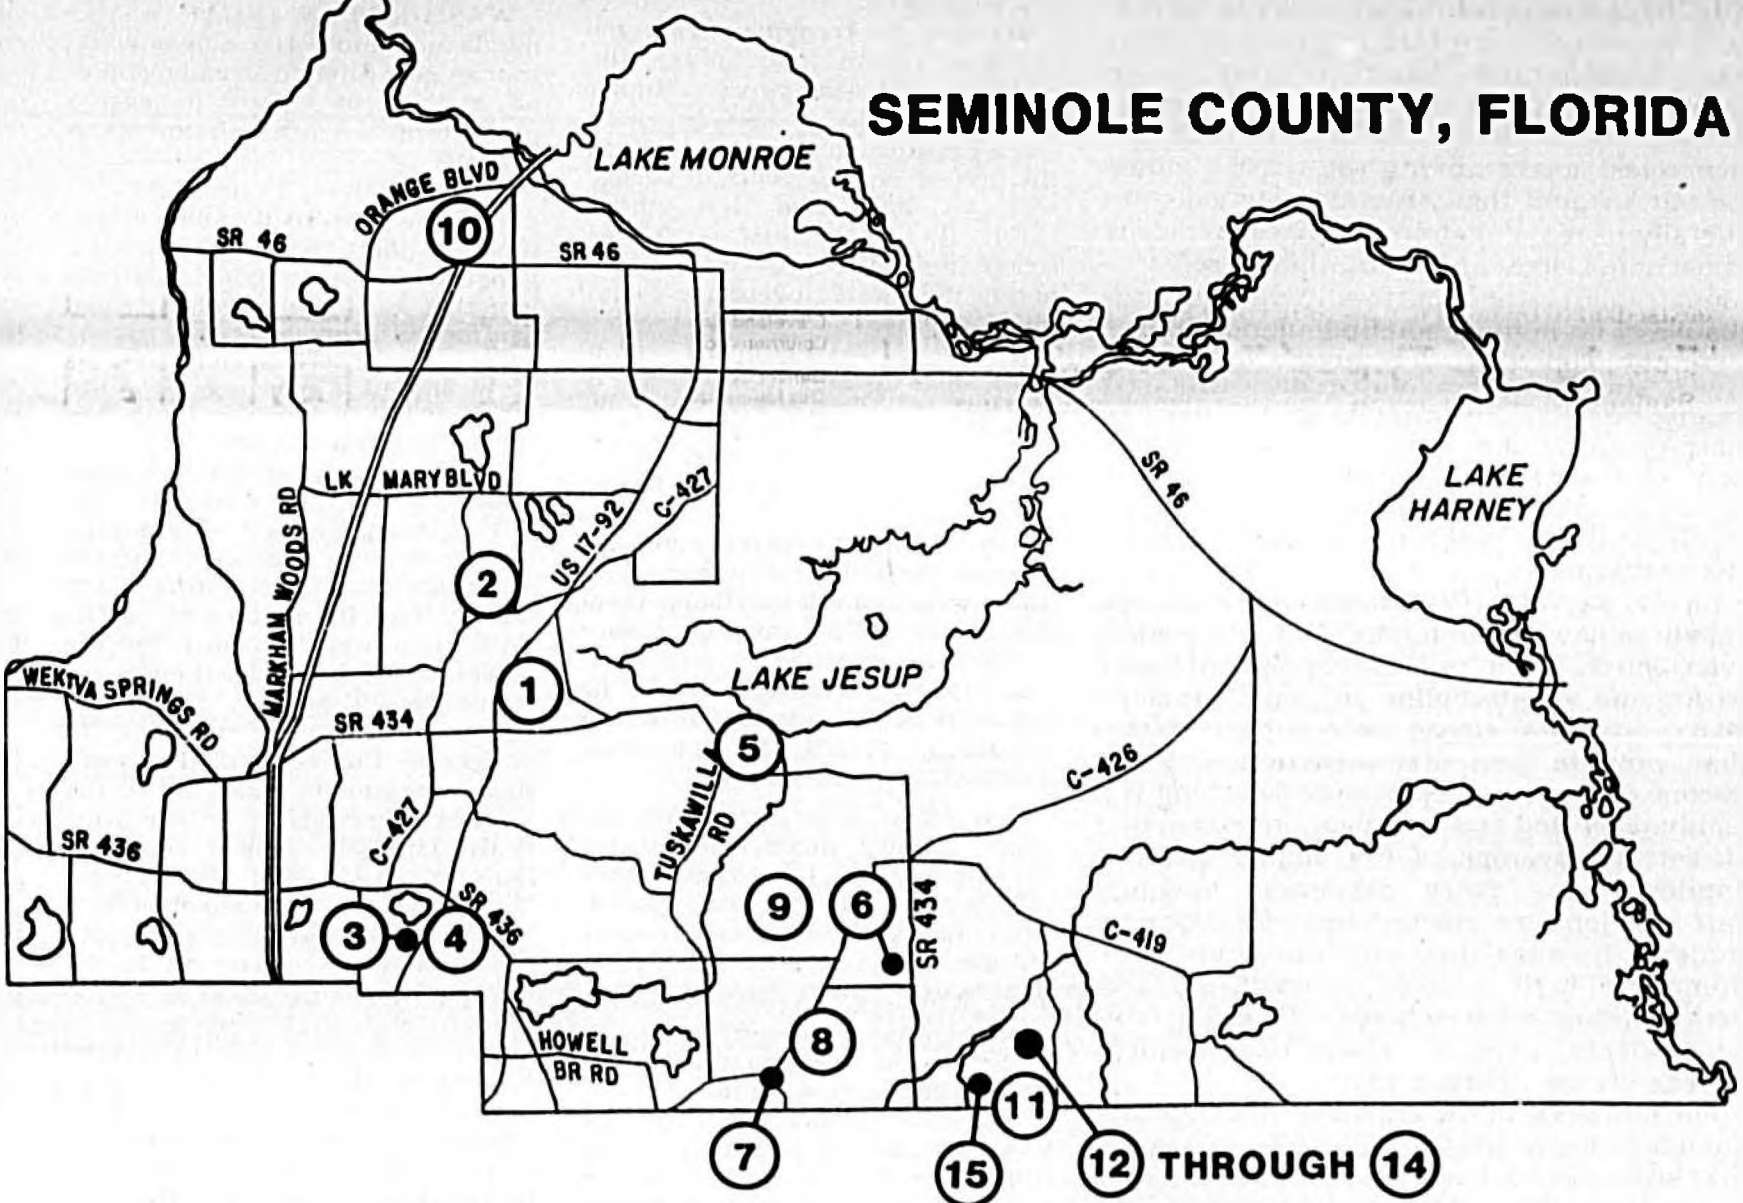 SEMINOLE COUNTY, FLORIDA
LAKE MONROE
ORANGE BLVD
10
SR 46
SR 46
LK MARY BLVD
C-427
US 17-92
SR 46
LAKE
HARNEY
MARKHAM WOODS RD
2
1
LAKE JESUP
WEKIVA SPRINGS RD
SR 434
5
C-426
TUSKAWILLA
RD
C-427
SR 436
SR 436
3
4
9
6
SR 434
C-419
HOWELL
BR RD
8
11
7
15
12 THROUGH 14